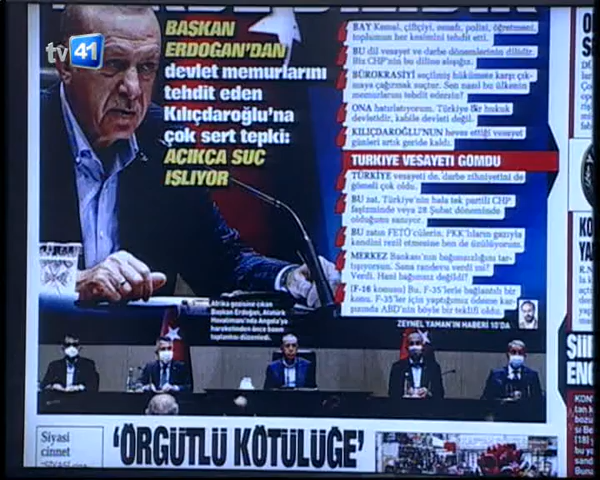 tv41
BAŞKAN
ERDOĞAN'DAN
devlet memurlarını
tehdit eden
Kılıçdaroğlu'na
çok sert tepki:
AÇIKÇA SUÇ
İŞLİYOR
BAY Kemal, çiftçiyi, esnafı, polisi, öğretmeni,
toplumun her kesimini tehdit etti.
BU dil vesayet ve darbe dönemlerinin dilidir.
Biz CHP'nin bu diline alışığız.
BÜROKRASİYİ seçilmiş hükümete karşı çık-
maya çağırmak suçtur. Sen nasıl bu ülkenin
memurlarını tehdit edersin?
ONA hatırlatıyorum. Türkiye bir hukuk
devletidir, kabile devleti değil.
KILIÇDAROĞLU'NUN heves ettiği vesayet
günleri artık geride kaldı.
TÜRKİYE VESAYETİ GÖMDÜ
TÜRKİYE vesayeti de, darbe zihniyetini de
gömeli çok oldu.
BU zat, Türkiye'nin hala tek partili CHP
faşizminde veya 28 Şubat döneminde
olduğunu sanıyor.
BU zatın FETÖ'cülerin, PKK'lıların gazıyla
kendini rezil etmesine ben de üzülüyorum.
MERKEZ Bankası'nın bağımsızlığını tar-
tışıyorsun. Sana randevu verdi mi?
Verdi. Hani bağımsız değildi?
(F-16 konusu) Bu, F-35'lerle bağlantılı bir
konu. F-35'ler için yaptığımız ödeme kar-
şısında ABD'nin böyle bir teklifi oldu.
ZEYNEL YAMAN'IN HABERİ 10'DA
Afrika gezisine çıkan
Başkan Erdoğan, Atatürk
Havalimanı'nda Angola'ya
hareketinden önce basın
toplantısı düzenledi.
Siyasi
cinnet
'ÖRGÜTLÜ KÖTÜLÜĞE'